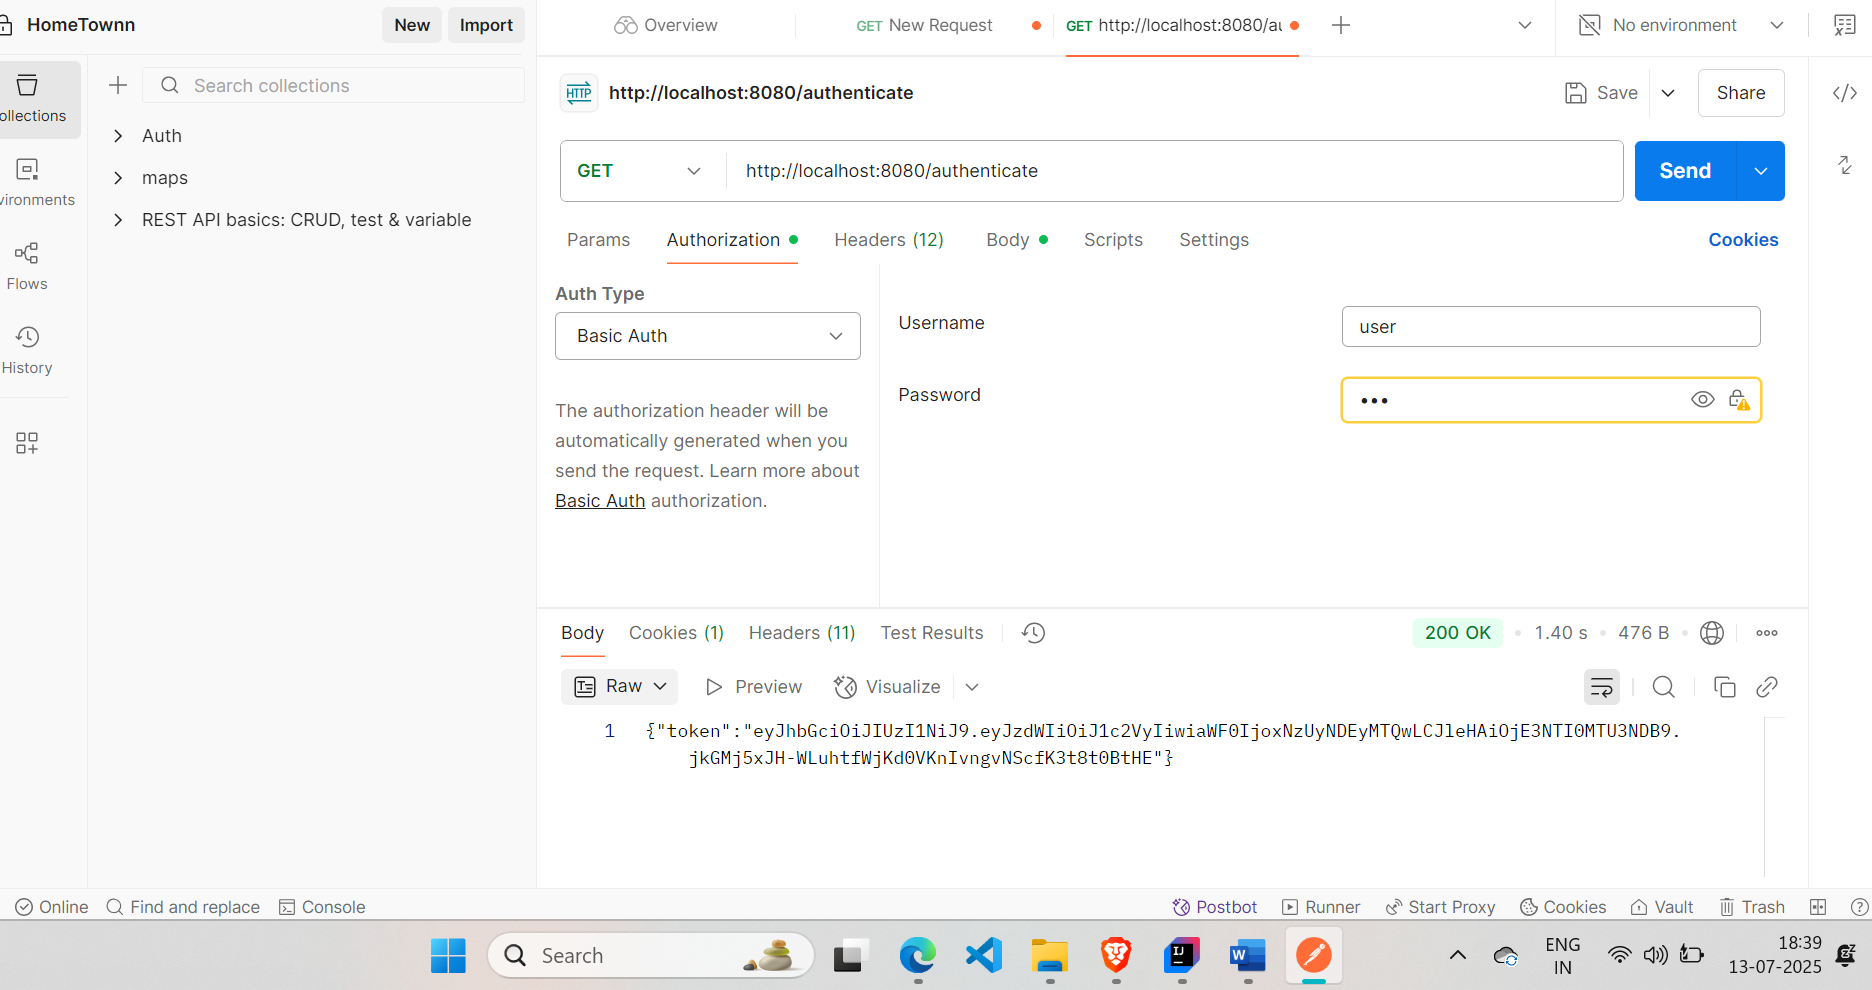 HomeTownn
New
Import
Overview
GET New Request
GET http://localhost:8080/au
No environment
ollections
Search collections
Auth
maps
REST API basics: CRUD, test & variable
vironments
Flows
History
HTTP
http://localhost:8080/authenticate
Save
Share
GET
http://localhost:8080/authenticate
Send
Params
Authorization
Headers (12)
Body
Scripts
Settings
Cookies
Auth Type
Basic Auth
The authorization header will be
automatically generated when you
send the request. Learn more about
Basic Auth authorization.
Username
user
Password
•••
Body
Cookies (1)
Headers (11)
Test Results
200 OK
1.40 s
476 B
Raw
Preview
Visualize
1
{"token":"eyJhbGciOiJIUzI1NiJ9.eyJzdWIiOiJ1c2VyIiwiaWF0IjoxNzUyNDEyMTQwLCJleHAiOjE3NTI0MTU3NDB9.
jkGMj5xJH-WLuhtfWjKd0VKnIvngvNScfK3t8t0BtHE"}
Online
Find and replace
Console
Postbot
Runner
Start Proxy
Cookies
Vault
Trash
Search
ENG
IN
18:39
13-07-2025